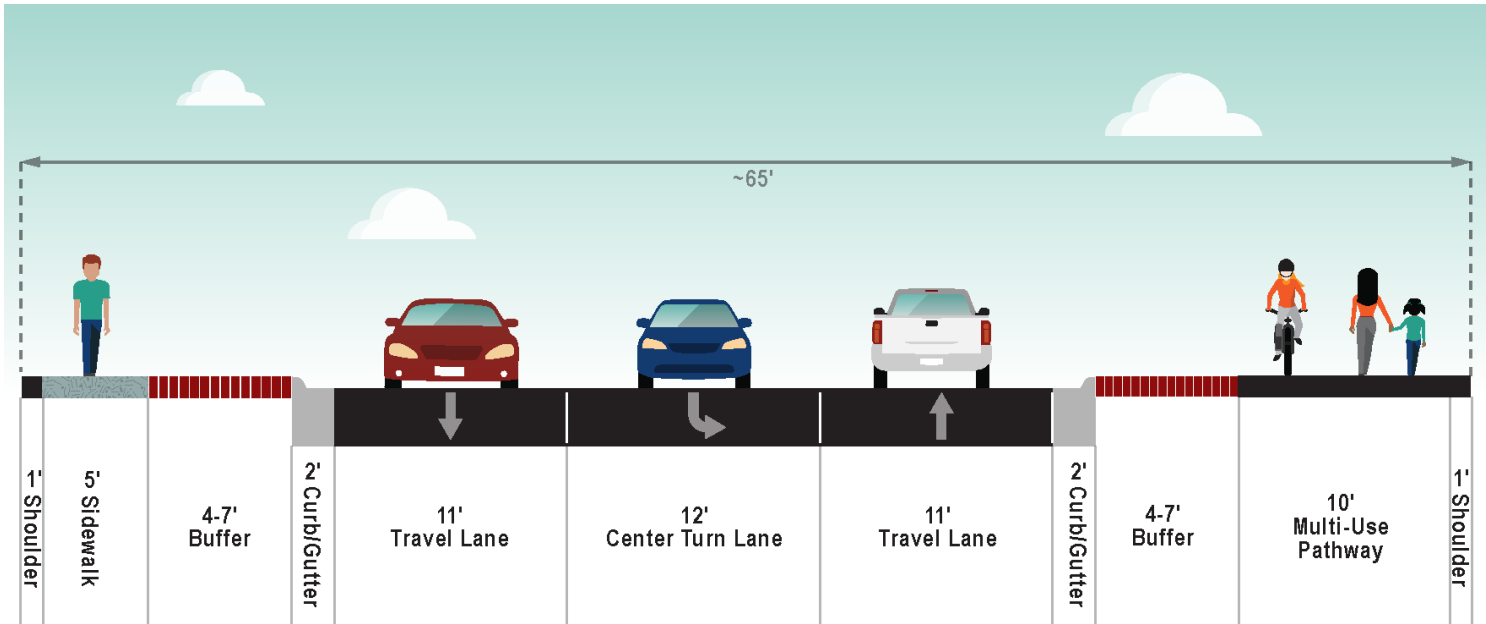 ~65'
1' Shoulder
5' Sidewalk
4-7'
Buffer
2' Curb/Gutter
11'
Travel Lane
12'
Center Turn Lane
11'
Travel Lane
2' Curb/Gutter
4-7'
Buffer
10'
Multi-Use
Pathway
1' Shoulder